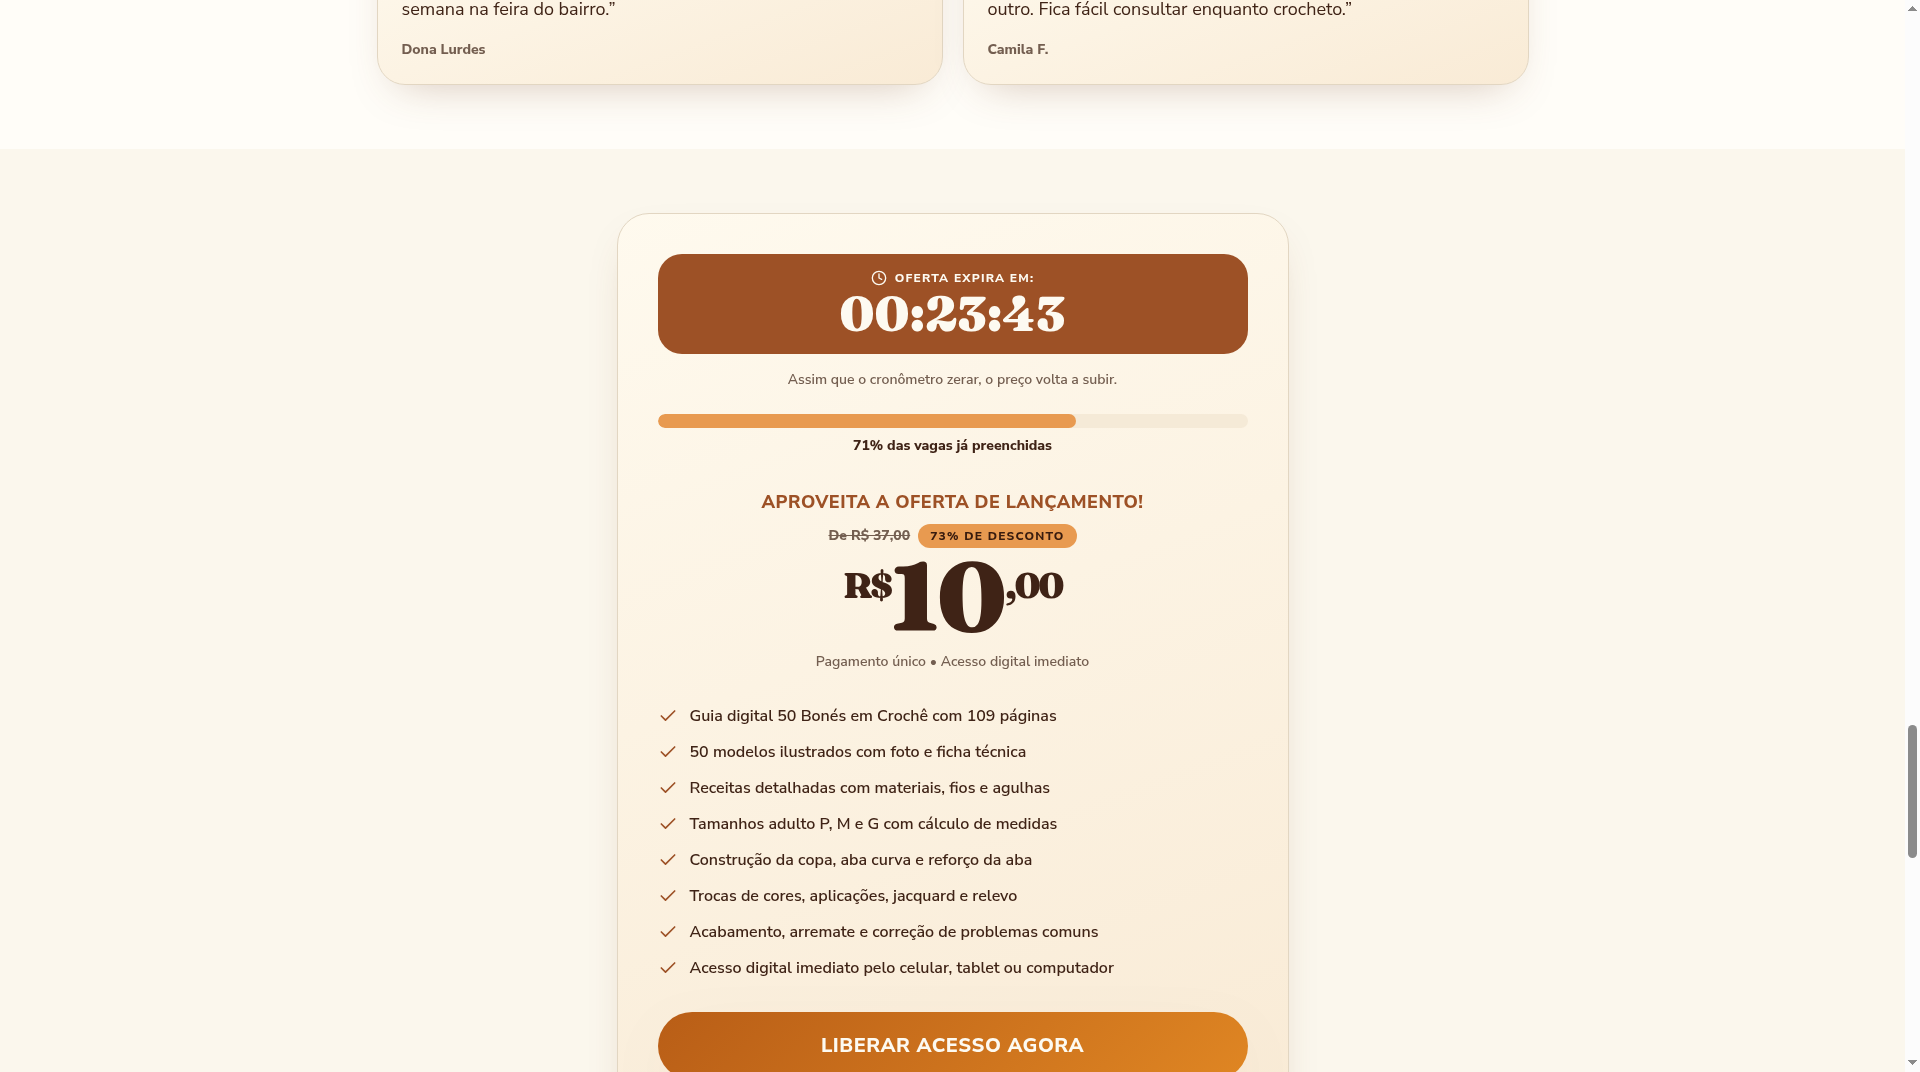 semana na feira do bairro.”
Dona Lurdes
outro. Fica fácil consultar enquanto crocheto.”
Camila F.
OFERTA EXPIRA EM:
00:23:43
Assim que o cronômetro zerar, o preço volta a subir.
71% das vagas já preenchidas
APROVEITA A OFERTA DE LANÇAMENTO!
De R$ 37,00 73% DE DESCONTO
R$10,00
Pagamento único • Acesso digital imediato
Guia digital 50 Bonés em Crochê com 109 páginas
50 modelos ilustrados com foto e ficha técnica
Receitas detalhadas com materiais, fios e agulhas
Tamanhos adulto P, M e G com cálculo de medidas
Construção da copa, aba curva e reforço da aba
Trocas de cores, aplicações, jacquard e relevo
Acabamento, arremate e correção de problemas comuns
Acesso digital imediato pelo celular, tablet ou computador
LIBERAR ACESSO AGORA